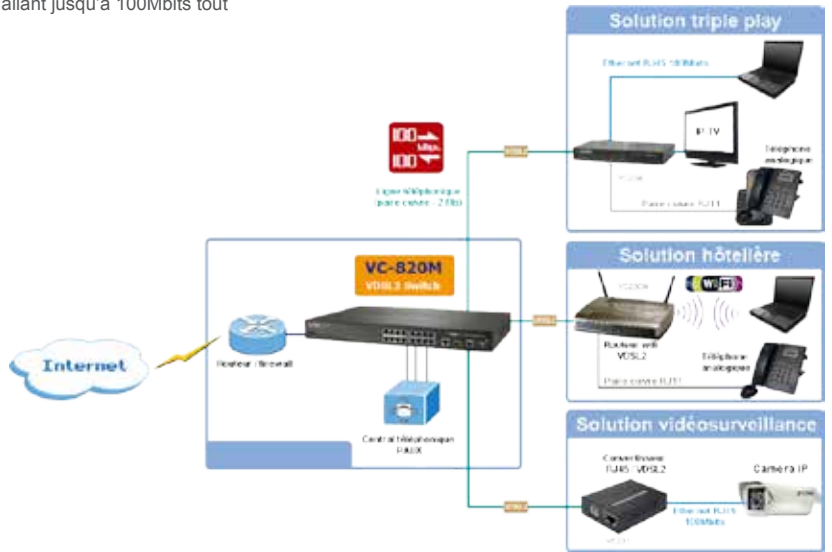 allant jusqu'à 100Mbits tout
Solution triple play
Ethernet RJ45 100Mbits
IP TV
Téléphone
analogique
Paire cuivre RJ11
100
Mbps
100
Ligne téléphonique
(paire cuivre - 2 fils)
VC-820M
VDSL2 Switch
Internet
Routeur / firewall
Central téléphonique
PABX
Solution hôtelière
WiFi
Routeur wifi
VDSL2
Téléphone
analogique
Paire cuivre RJ11
Solution vidéosurveillance
Convertisseur
RJ45 / VDSL2
Camera IP
Ethernet RJ45
100Mbits